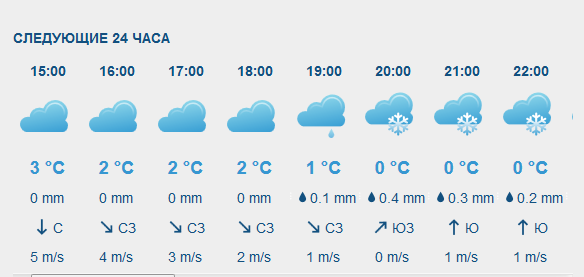 СЛЕДУЮЩИЕ 24 ЧАСА
15:00 16:00 17:00 18:00 19:00 20:00 21:00 22:00
3 °C 2 °C 2 °C 2 °C 1 °C 0 °C 0 °C 0 °C
0 mm 0 mm 0 mm 0 mm 0.1 mm 0.4 mm 0.3 mm 0.2 mm
↓ С ↘ СЗ ↘ СЗ ↘ СЗ ↘ СЗ ↗ ЮЗ ↑ Ю ↑ Ю
5 m/s 4 m/s 3 m/s 2 m/s 1 m/s 0 m/s 1 m/s 1 m/s